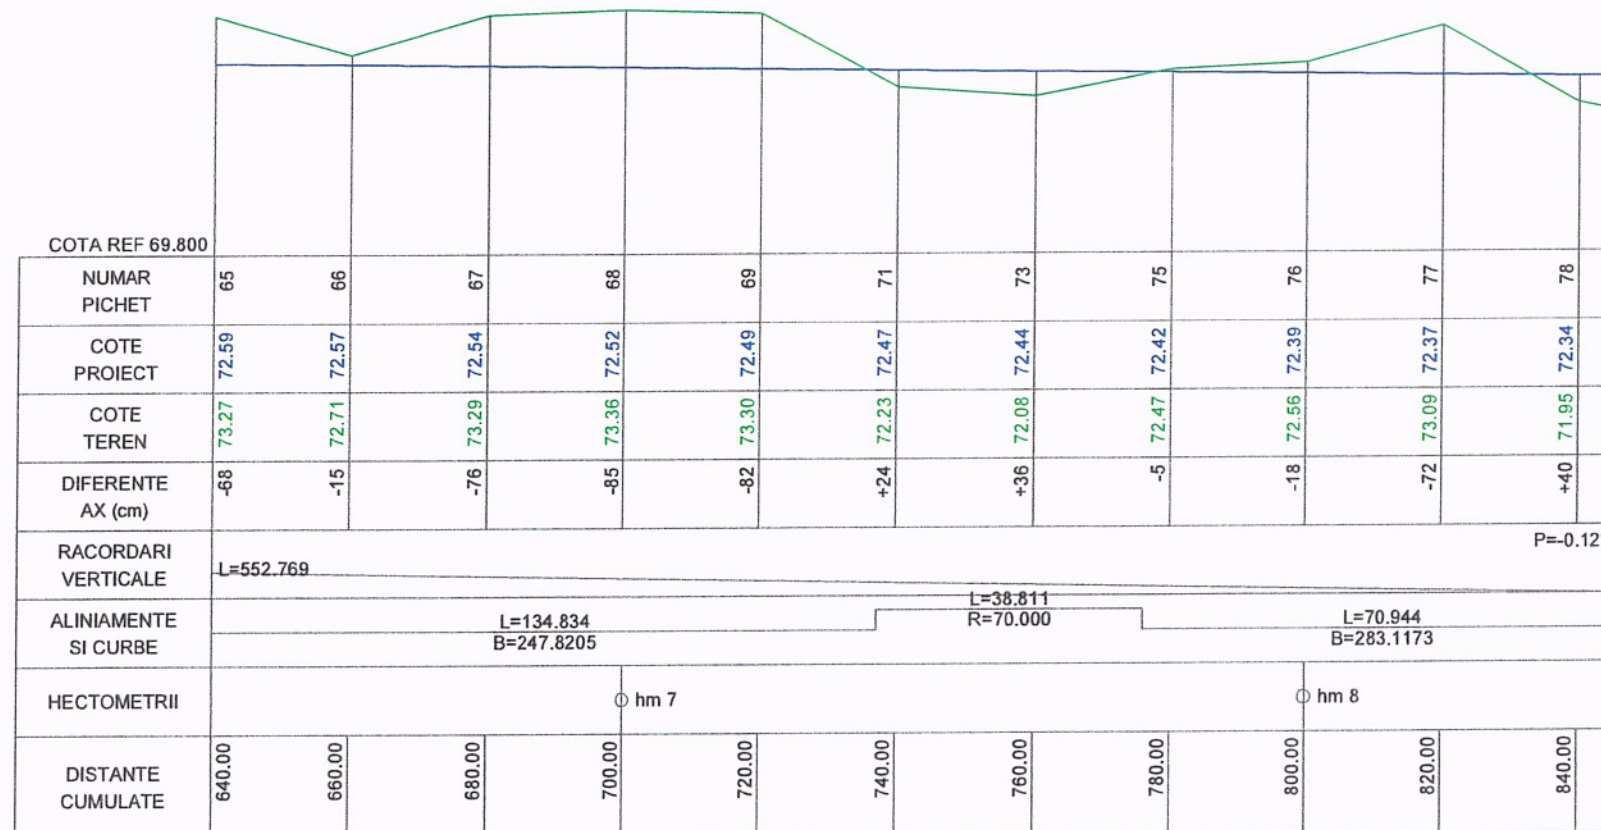 COTA REF 69.800
NUMAR
PICHET
65 66 67 68 69 71 73 75 76 77 78
COTE
PROIECT
72.59 72.57 72.54 72.52 72.49 72.47 72.44 72.42 72.39 72.37 72.34
COTE
TEREN
73.27 72.71 73.29 73.36 73.30 72.23 72.08 72.47 72.56 73.09 71.95
DIFERENTE
AX (cm)
-68 -15 -76 -85 -82 +24 +36 -5 -18 -72 +40
RACORDARI
VERTICALE
L=552.769
P=-0.12
ALINIAMENTE
SI CURBE
L=134.834
B=247.8205
L=38.811
R=70.000
L=70.944
B=283.1173
HECTOMETRII
hm 7
hm 8
DISTANTE
CUMULATE
640.00 660.00 680.00 700.00 720.00 740.00 760.00 780.00 800.00 820.00 840.00